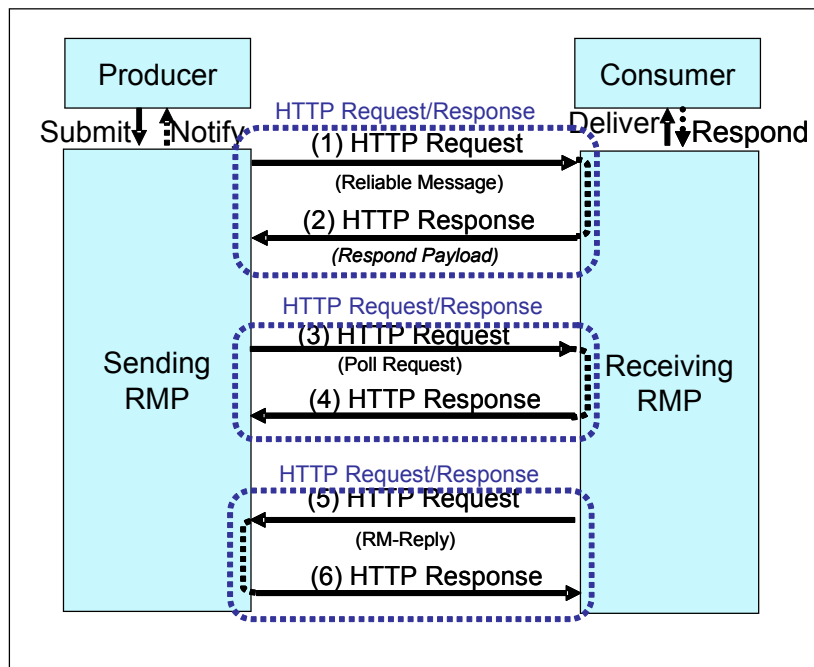 Producer
Consumer
HTTP Request/Response
Submit
Notify
Deliver
Respond
(1) HTTP Request
(Reliable Message)
(2) HTTP Response
(Respond Payload)
HTTP Request/Response
(3) HTTP Request
(Poll Request)
Sending
RMP
Receiving
RMP
(4) HTTP Response
HTTP Request/Response
(5) HTTP Request
(RM-Reply)
(6) HTTP Response